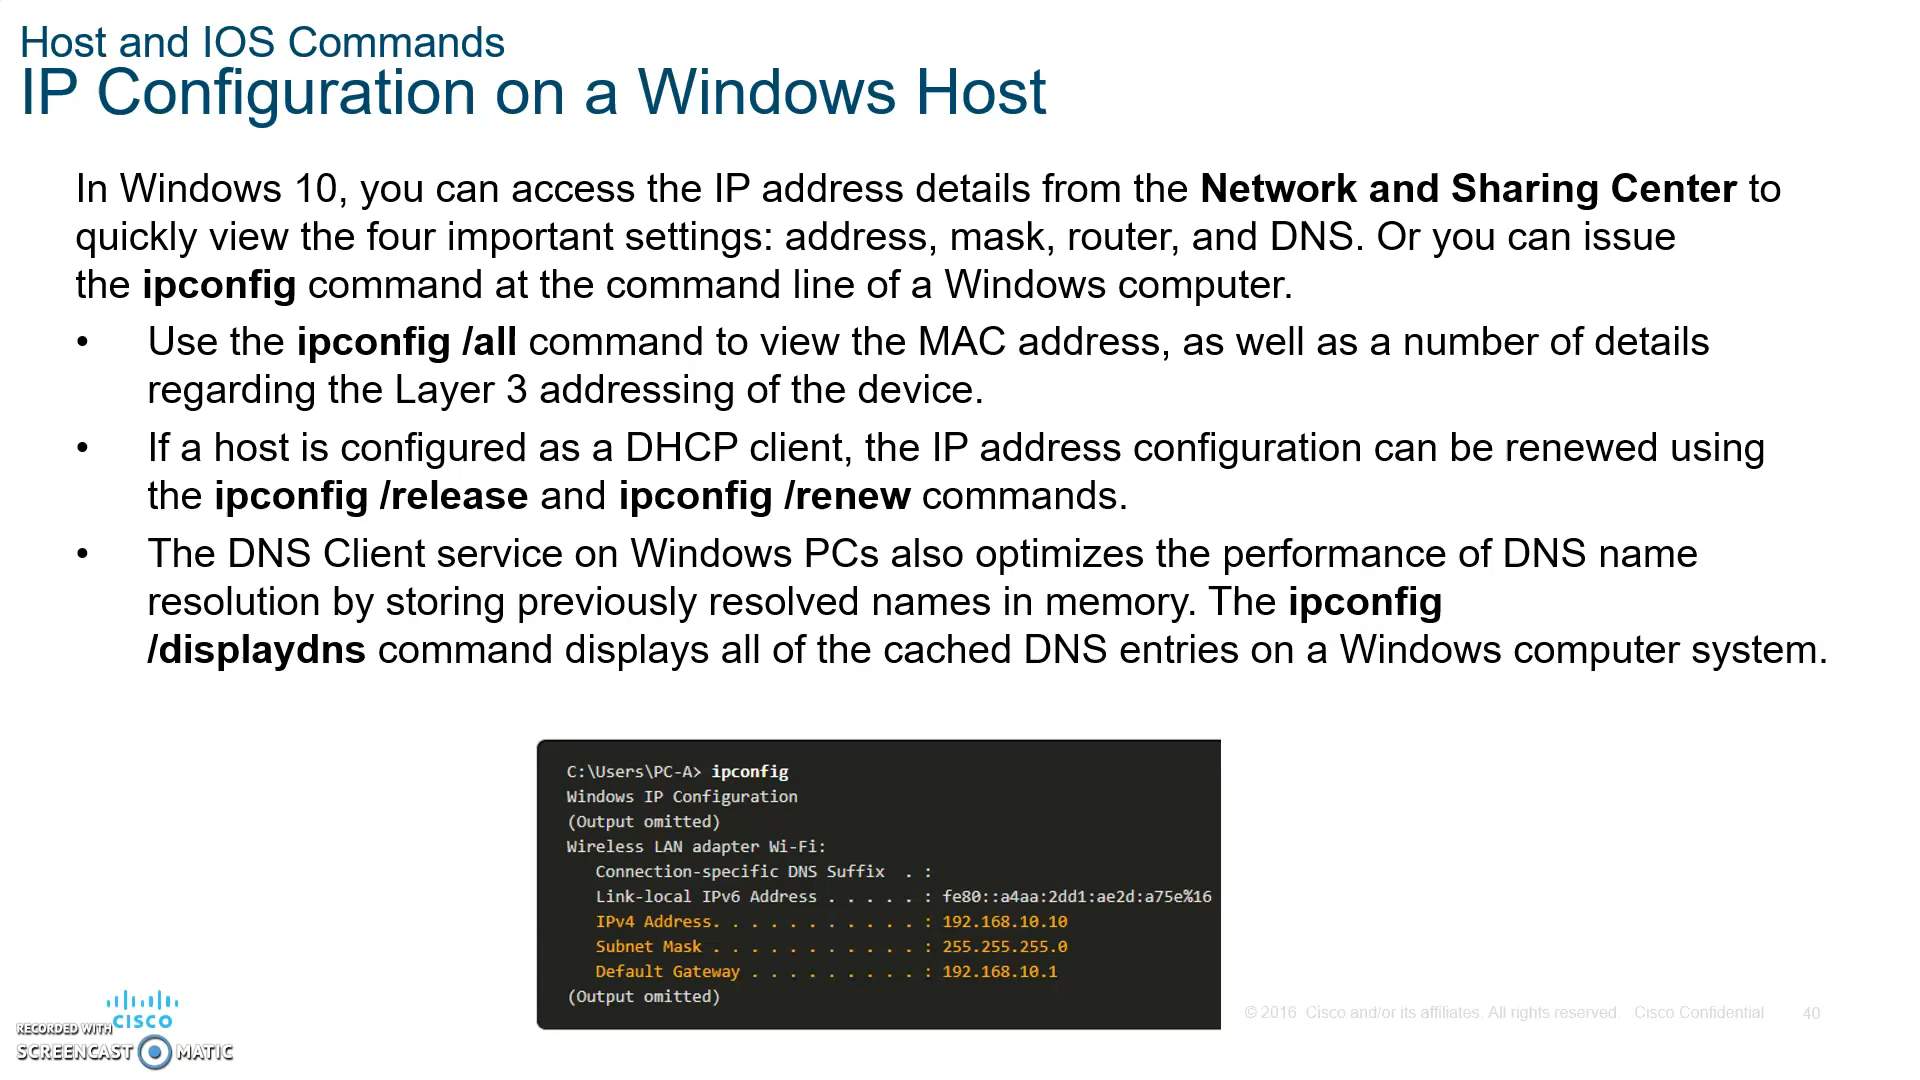 Host and IOS Commands
IP Configuration on a Windows Host
In Windows 10, you can access the IP address details from the Network and Sharing Center to
quickly view the four important settings: address, mask, router, and DNS. Or you can issue
the ipconfig command at the command line of a Windows computer.
• Use the ipconfig /all command to view the MAC address, as well as a number of details
regarding the Layer 3 addressing of the device.
• If a host is configured as a DHCP client, the IP address configuration can be renewed using
the ipconfig /release and ipconfig /renew commands.
• The DNS Client service on Windows PCs also optimizes the performance of DNS name
resolution by storing previously resolved names in memory. The ipconfig
/displaydns command displays all of the cached DNS entries on a Windows computer system.
C:\Users\PC-A> ipconfig
Windows IP Configuration
(Output omitted)
Wireless LAN adapter Wi-Fi:
Connection-specific DNS Suffix . :
Link-local IPv6 Address . . . . . : fe80::a4aa:2dd1:ae2d:a75e%16
IPv4 Address. . . . . . . . . . . : 192.168.10.10
Subnet Mask . . . . . . . . . . . : 255.255.255.0
Default Gateway . . . . . . . . . : 192.168.10.1
(Output omitted)
CISCO
RECORDED WITH
SCREENCAST MATIC
© 2016 Cisco and/or its affiliates. All rights reserved. Cisco Confidential 40